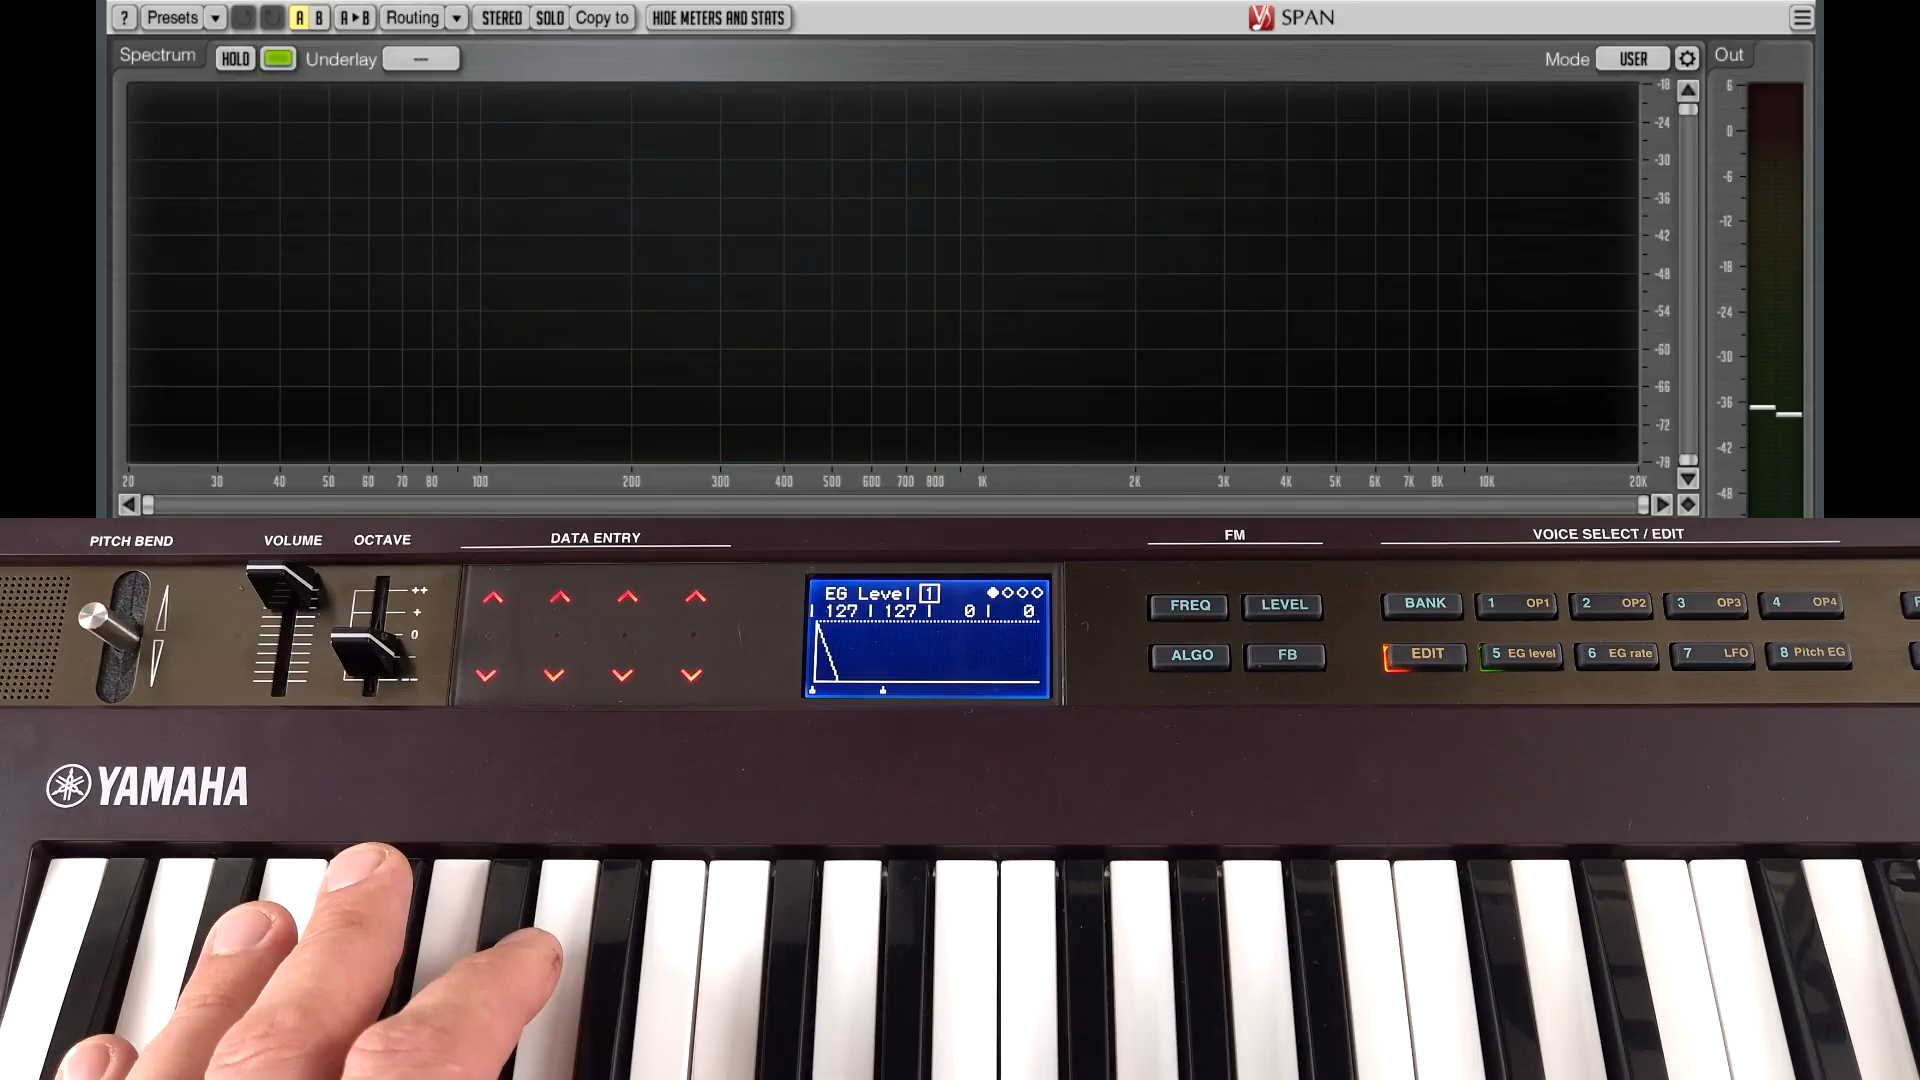 ? Presets A B A▸B Routing STEREO SOLO Copy to HIDE METERS AND STATS SPAN
Spectrum HOLD Underlay — Mode USER Out
-18
-24
-30
-36
-42
-48
-54
-60
-66
-72
-78
6
0
-6
-12
-18
-24
-30
-36
-42
-48
20 30 40 50 60 70 80 100 200 300 400 500 600 700 800 1K 2K 3K 4K 5K 6K 7K 8K 10K 20K
PITCH BEND VOLUME OCTAVE DATA ENTRY FM VOICE SELECT / EDIT
++
+
0
-
--
EG Level 1
127 127 0 0
FREQ LEVEL BANK 1 OP1 2 OP2 3 OP3 4 OP4
ALGO FB EDIT 5 EG level 6 EG rate 7 LFO 8 Pitch EG
YAMAHA